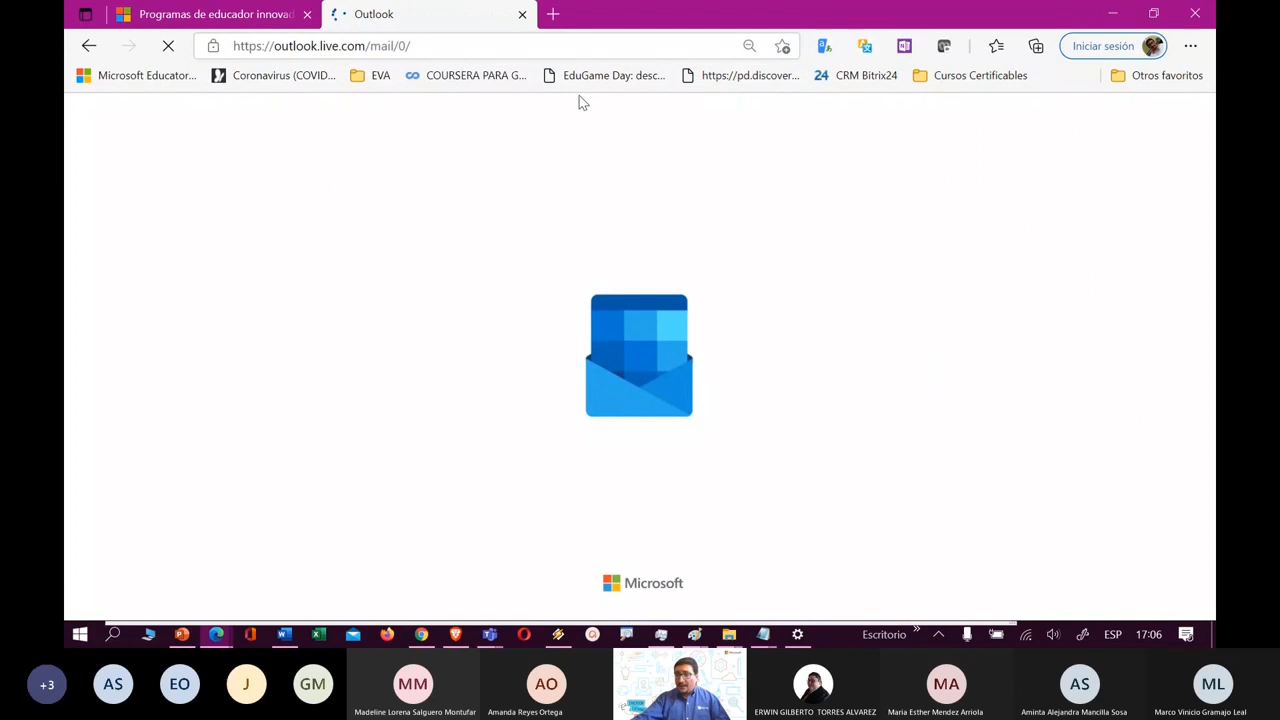 Programas de educador innovad
Outlook
https://outlook.live.com/mail/0/
Iniciar sesión
Microsoft Educator...
Coronavirus (COVID...
EVA
COURSERA PARA G...
EduGame Day: desc...
https://pd.discover...
24
CRM Bitrix24
Cursos Certificables
Otros favoritos
Microsoft
Escritorio
ESP
17:06
+3
AS
EO
J
GM
MM
Madeline Lorena Salguero Montufar
AO
Amanda Reyes Ortega
ERWIN GILBERTO TORRES ALVAREZ
MA
Maria Esther Mendez Arriola
AS
Aminta Alejandra Mancilla Sosa
ML
Marco Vinicio Gramajo Leal